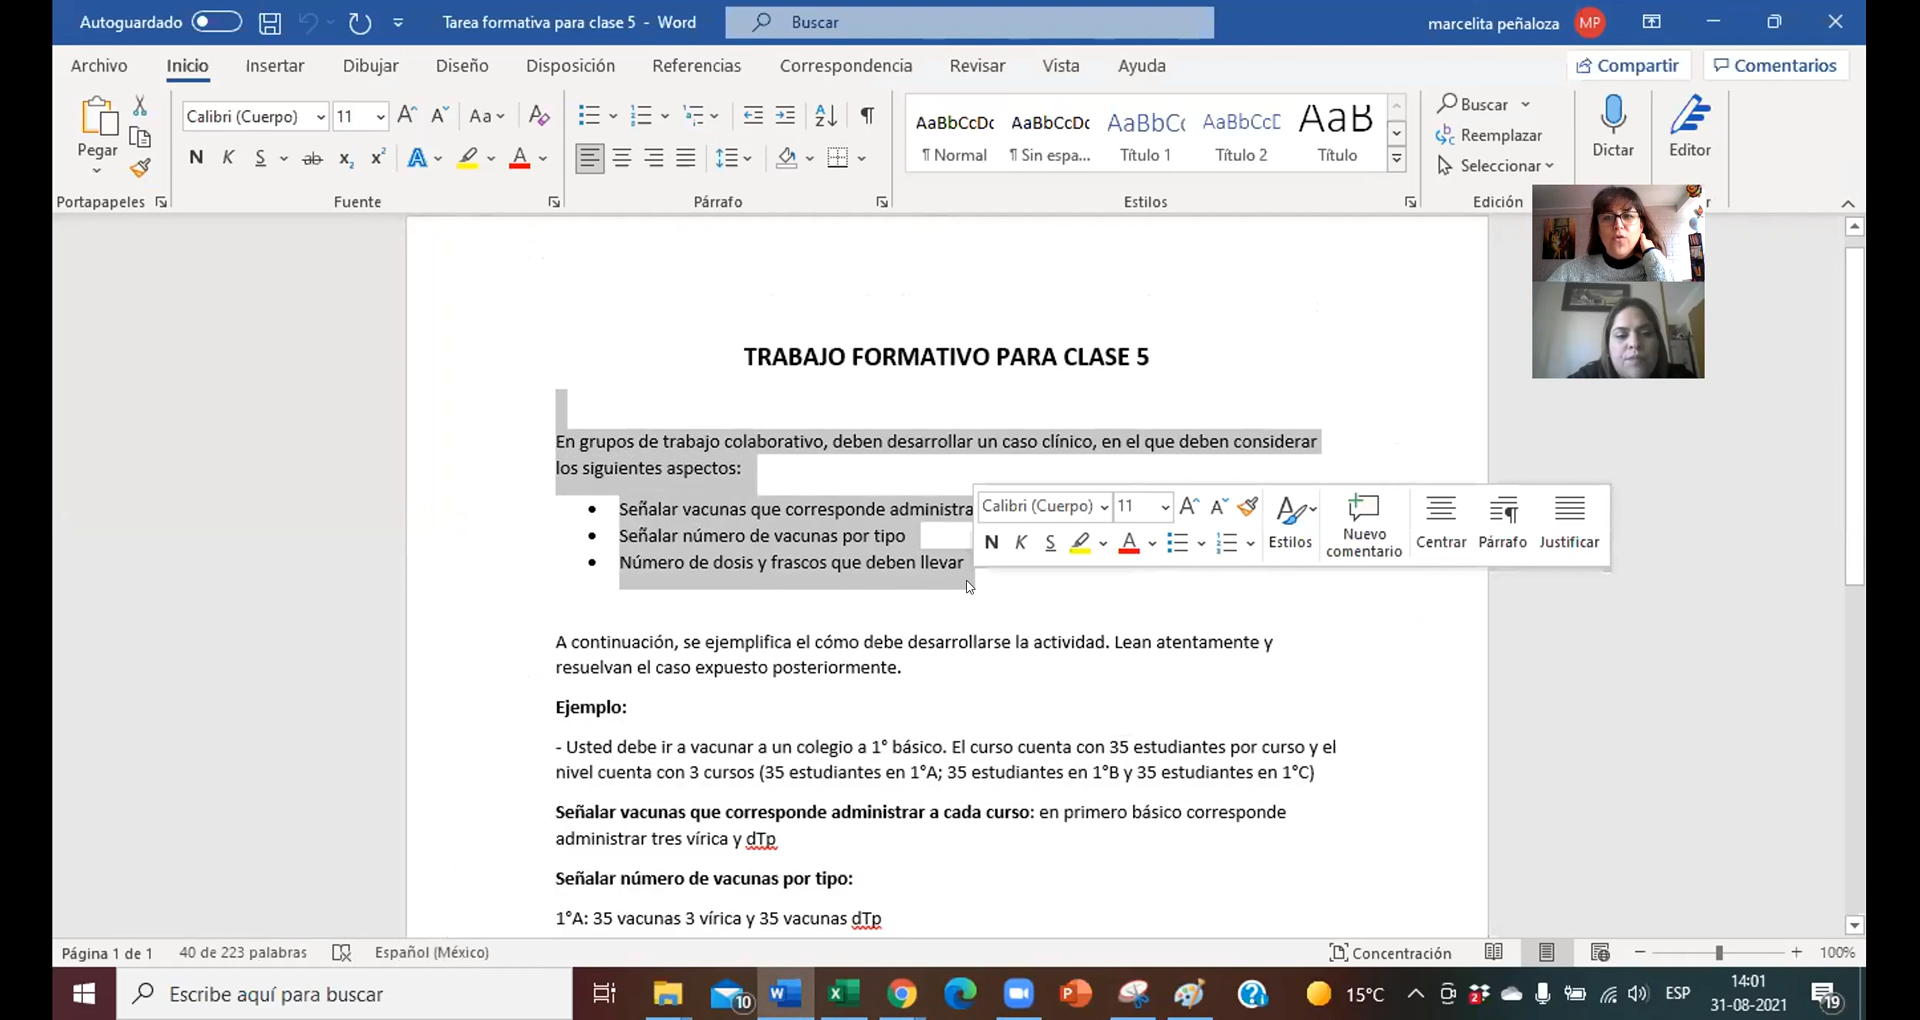 Autoguardado
Tarea formativa para clase 5 - Word
Buscar
marcelita peñaloza
MP
Archivo Inicio Insertar Dibujar Diseño Disposición Referencias Correspondencia Revisar Vista Ayuda
Compartir Comentarios
Pegar
Calibri (Cuerpo) 11
Aa
N K S ab x₂ x² A A
AaBbCcDc AaBbCcDc AaBbC AaBbCcD AaB
¶ Normal ¶ Sin espa... Título 1 Título 2 Título
Buscar
Reemplazar
Seleccionar
Dictar Editor
Portapapeles Fuente Párrafo Estilos Edición
TRABAJO FORMATIVO PARA CLASE 5
En grupos de trabajo colaborativo, deben desarrollar un caso clínico, en el que deben considerar
los siguientes aspectos:
• Señalar vacunas que corresponde administra
• Señalar número de vacunas por tipo
• Número de dosis y frascos que deben llevar
Calibri (Cuerpo) 11
N K S A
Estilos
Nuevo
comentario
Centrar Párrafo Justificar
A continuación, se ejemplifica el cómo debe desarrollarse la actividad. Lean atentamente y
resuelvan el caso expuesto posteriormente.
Ejemplo:
- Usted debe ir a vacunar a un colegio a 1° básico. El curso cuenta con 35 estudiantes por curso y el
nivel cuenta con 3 cursos (35 estudiantes en 1°A; 35 estudiantes en 1°B y 35 estudiantes en 1°C)
Señalar vacunas que corresponde administrar a cada curso: en primero básico corresponde
administrar tres vírica y dTp
Señalar número de vacunas por tipo:
1°A: 35 vacunas 3 vírica y 35 vacunas dTp
Página 1 de 1 40 de 223 palabras Español (México)
Concentración
100%
Escribe aquí para buscar
10
15°C
2
ESP
14:01
31-08-2021
19